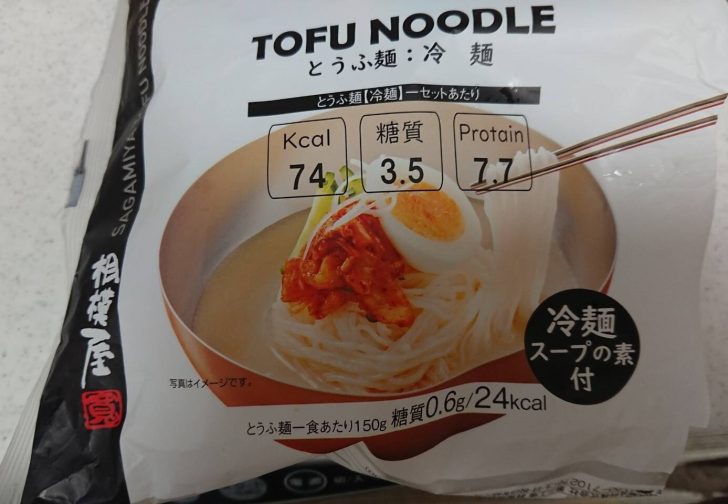 TOFU NOODLE
とうふ麺：冷 麺
とうふ麺【冷麺】一セットあたり
Kcal
74
糖質
3.5
Protain
7.7
冷麺
スープの素
付
写真はイメージです。
とうふ麺一食あたり150g 糖質0.6g/24kcal
相模屋